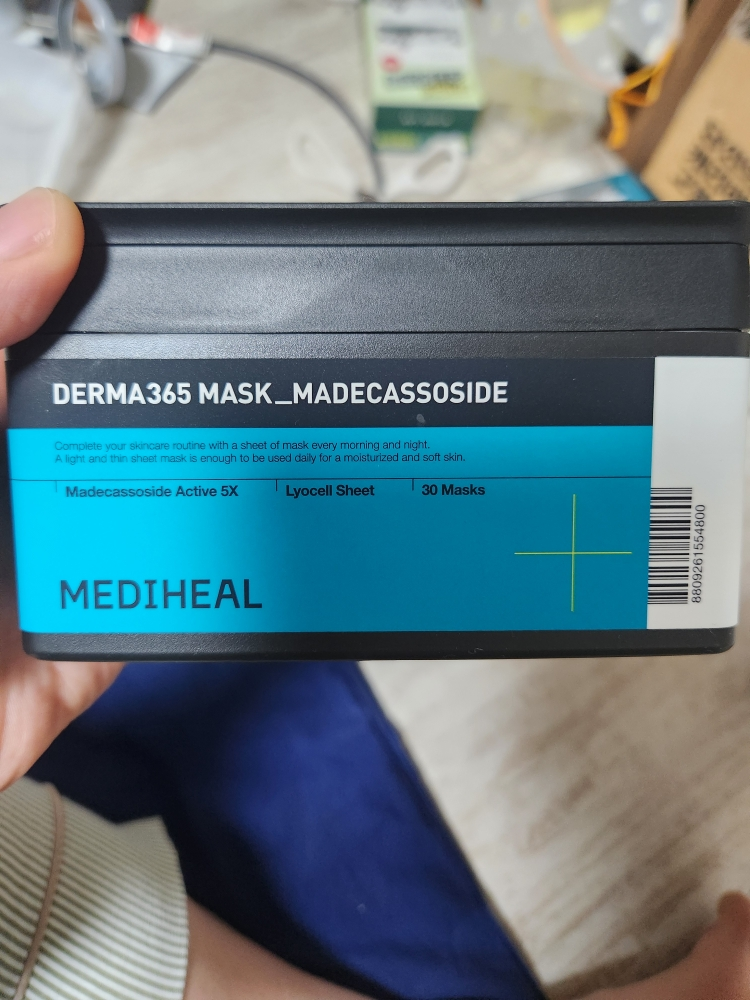 DERMA365 MASK_MADECASSOSIDE
Complete your skincare routine with a sheet of mask every morning and night.
A light and thin sheet mask is enough to be used daily for a moisturized and soft skin.
Madecassoside Active 5X
Lyocell Sheet
30 Masks
MEDIHEAL
8809261554800